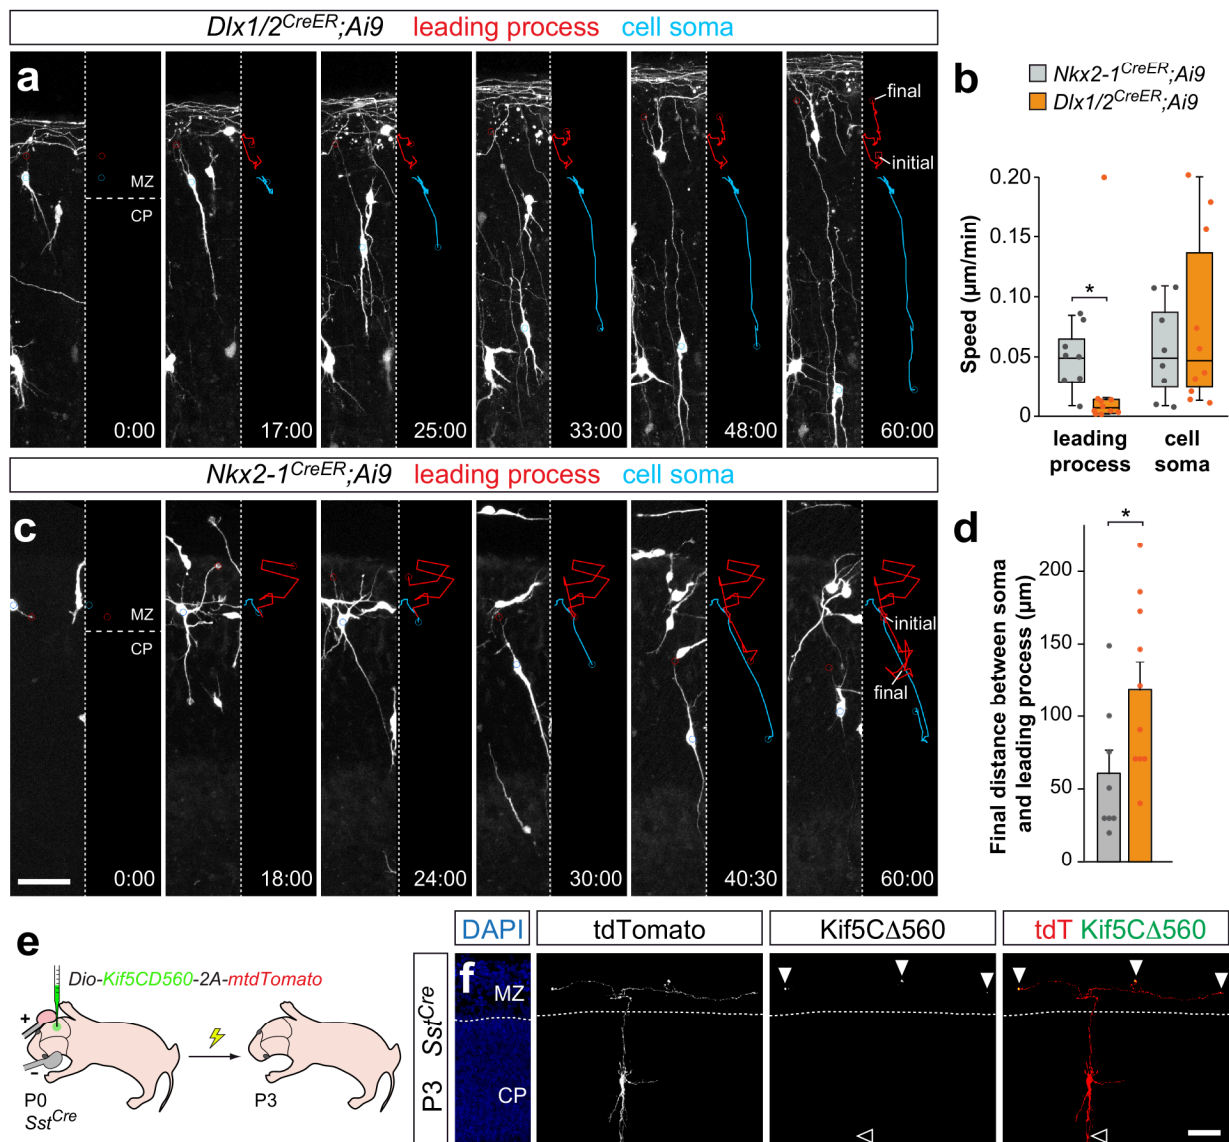 Dlx1/2CreER;Ai9 leading process cell soma
a
MZ
CP
0:00
17:00
25:00
33:00
48:00
final
initial
60:00
b
Nkx2-1CreER;Ai9
Dlx1/2CreER;Ai9
Speed (µm/min)
0.20
0.15
0.10
0.05
0
*
leading process
cell soma
Nkx2-1CreER;Ai9 leading process cell soma
c
MZ
CP
0:00
18:00
24:00
30:00
40:30
initial
final
60:00
d
Final distance between soma
and leading process (µm)
200
150
100
50
0
*
e
Dio-Kif5CD560-2A-mtdTomato
+
-
P0
SstCre
P3
P3 SstCre
DAPI
tdTomato
Kif5CΔ560
tdT Kif5CΔ560
f
MZ
CP